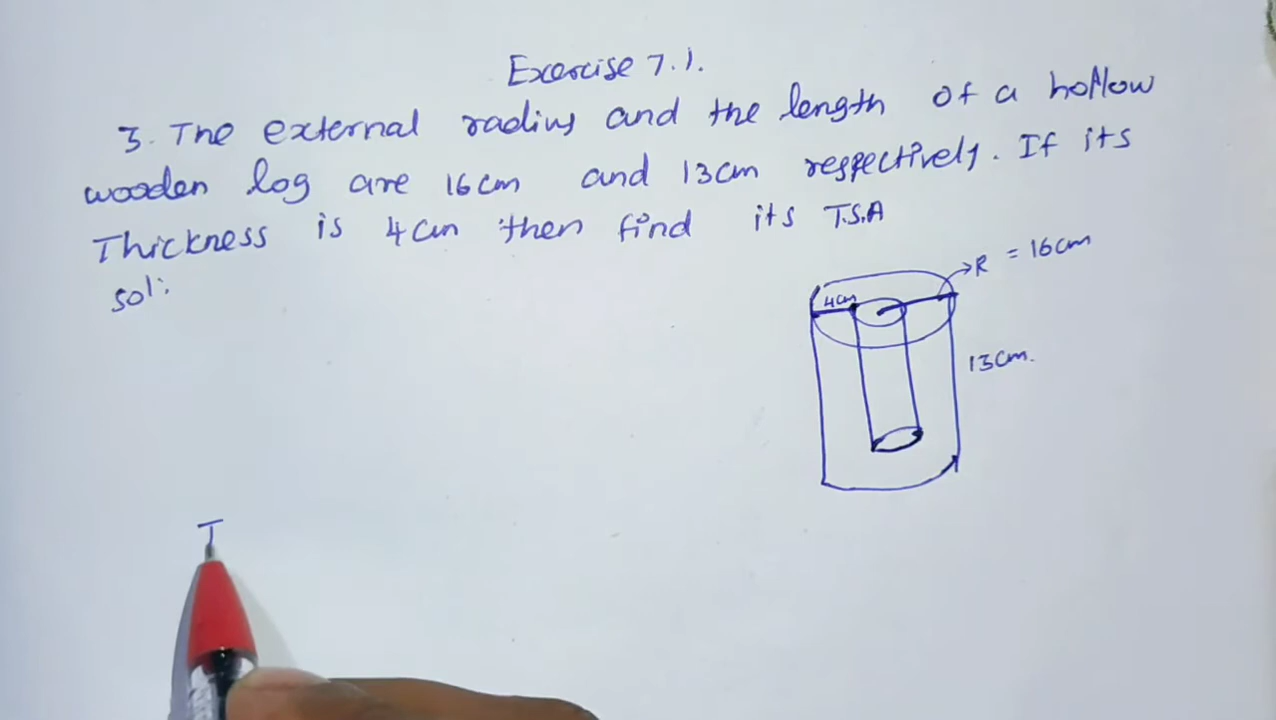 Exercise 7.1.
3. The external radius and the length of a hollow
wooden log are 16cm and 13cm respectively. If its
Thickness is 4cm then find its T.S.A
sol:
R = 16cm
4cm
13cm.
T